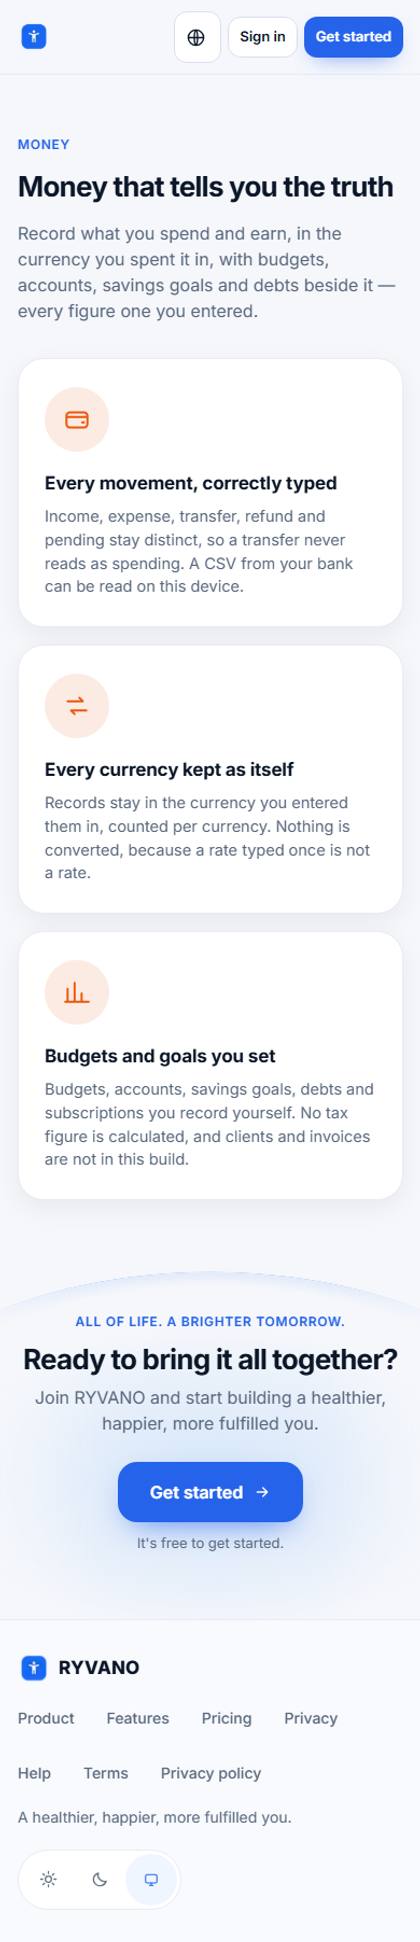 Sign in
Get started
MONEY
Money that tells you the truth
Record what you spend and earn, in the
currency you spent it in, with budgets,
accounts, savings goals and debts beside it —
every figure one you entered.
Every movement, correctly typed
Income, expense, transfer, refund and
pending stay distinct, so a transfer never
reads as spending. A CSV from your bank
can be read on this device.
Every currency kept as itself
Records stay in the currency you entered
them in, counted per currency. Nothing is
converted, because a rate typed once is not
a rate.
Budgets and goals you set
Budgets, accounts, savings goals, debts and
subscriptions you record yourself. No tax
figure is calculated, and clients and invoices
are not in this build.
ALL OF LIFE. A BRIGHTER TOMORROW.
Ready to bring it all together?
Join RYVANO and start building a healthier,
happier, more fulfilled you.
Get started →
It's free to get started.
RYVANO
Product Features Pricing Privacy
Help Terms Privacy policy
A healthier, happier, more fulfilled you.